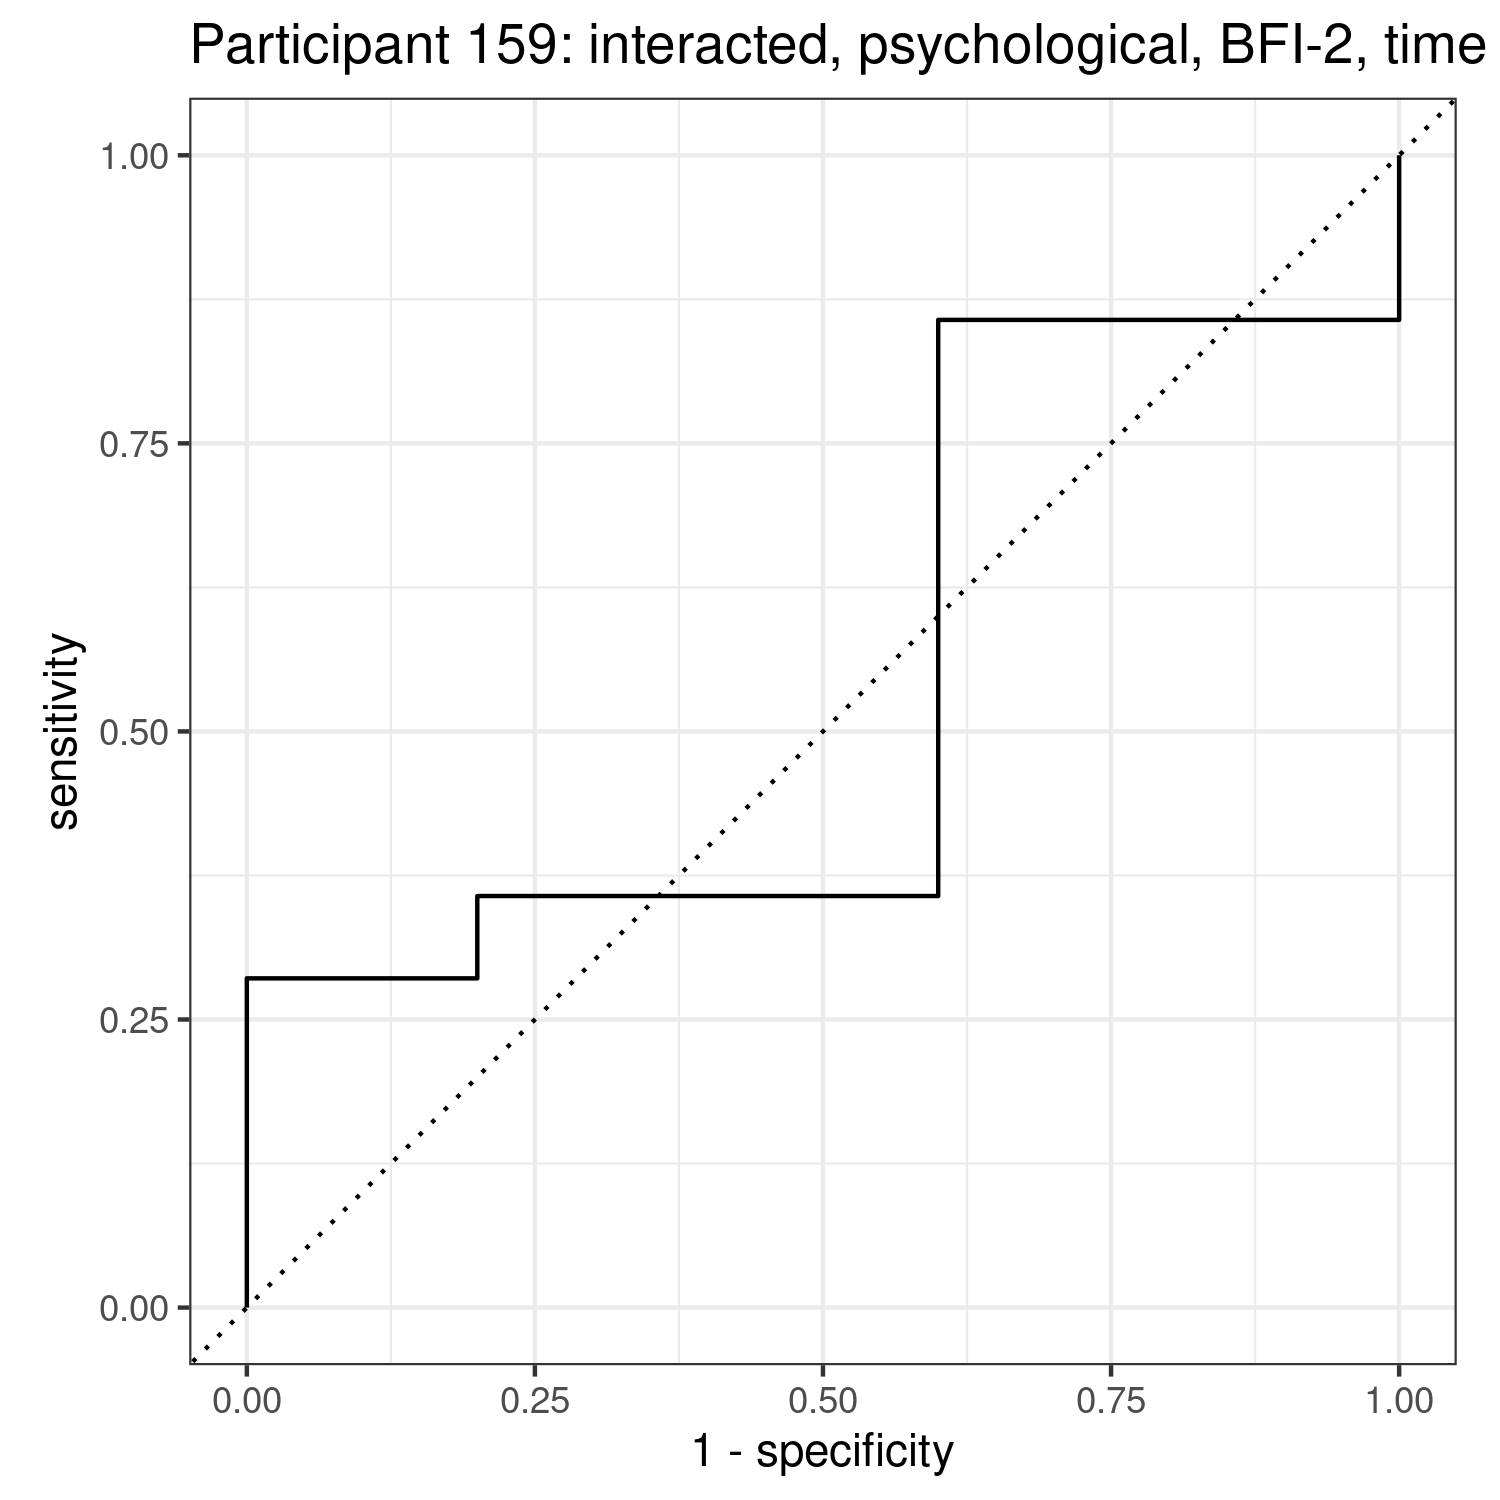 Participant 159: interacted, psychological, BFI-2, time
1.00
0.75
0.50
0.25
0.00
sensitivity
0.00 0.25 0.50 0.75 1.00
1 - specificity